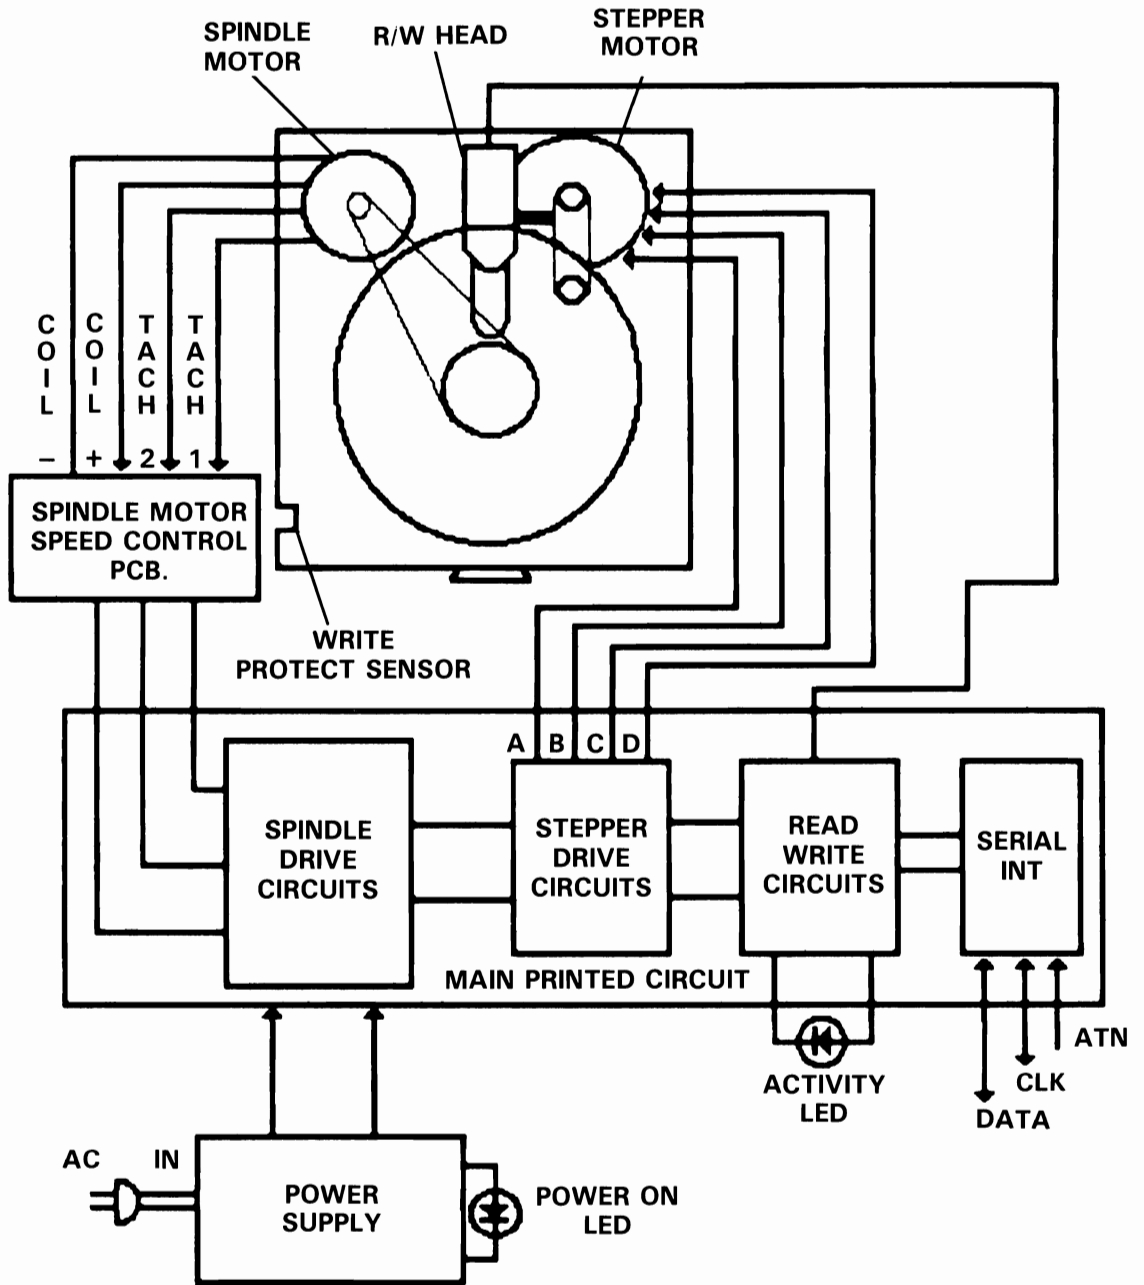 SPINDLE
MOTOR
R/W HEAD
STEPPER
MOTOR
COIL –
COIL +
TACH 2
TACH 1
SPINDLE MOTOR
SPEED CONTROL
PCB.
WRITE
PROTECT SENSOR
A B C D
SPINDLE
DRIVE
CIRCUITS
STEPPER
DRIVE
CIRCUITS
READ
WRITE
CIRCUITS
SERIAL
INT
MAIN PRINTED CIRCUIT
ATN
CLK
DATA
ACTIVITY
LED
AC IN
POWER
SUPPLY
POWER ON
LED